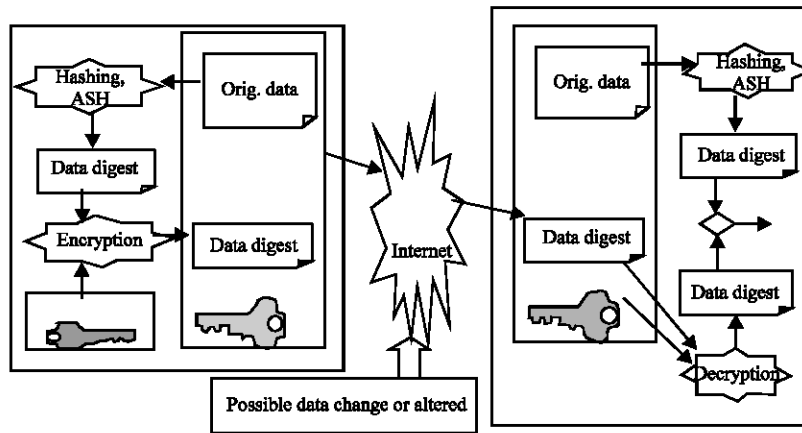 Hashing,
ASH
Orig. data
Data digest
Encryption
Data digest
Internet
Possible data change or altered
Orig. data
Hashing,
ASH
Data digest
Data digest
Data digest
Decryption